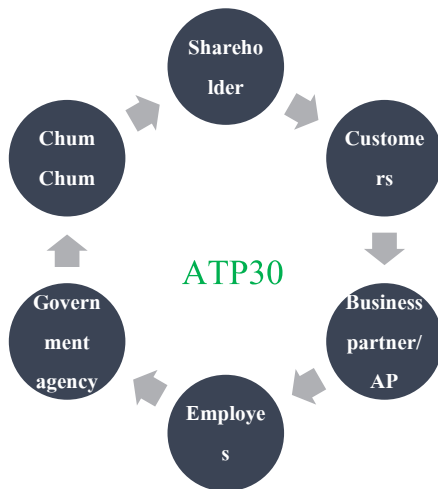 Shareho
lder
Custome
rs
Business
partner/
AP
Employe
s
Govern
ment
agency
Chum
Chum
ATP30